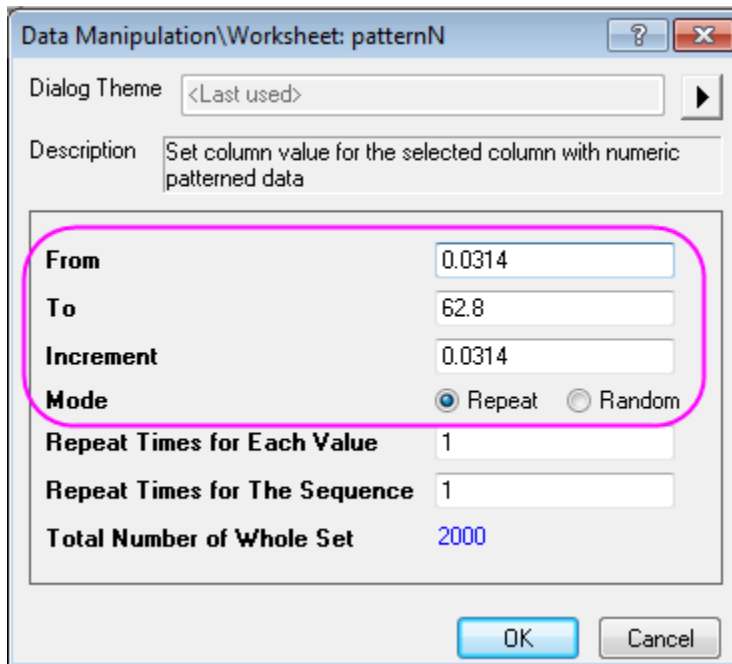 Data Manipulation\Worksheet: patternN
Dialog Theme <Last used>
Description Set column value for the selected column with numeric
patterned data
From 0.0314
To 62.8
Increment 0.0314
Mode Repeat Random
Repeat Times for Each Value 1
Repeat Times for The Sequence 1
Total Number of Whole Set 2000
OK Cancel